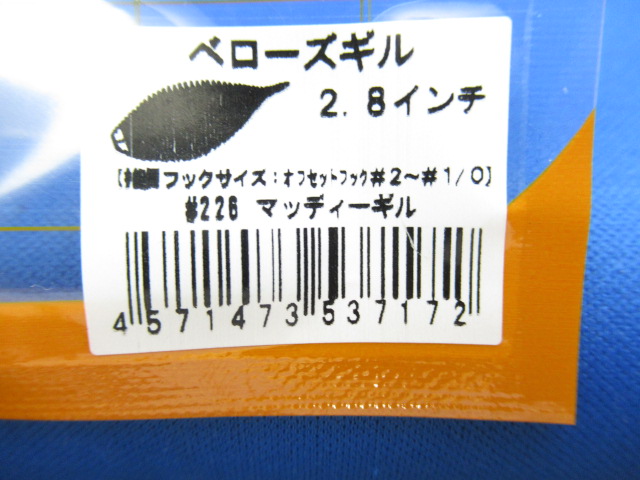 ベローズギル
2.8インチ
フックサイズ:オフセットフック#2～#1/0】
#226 マッディーギル
4571473537172